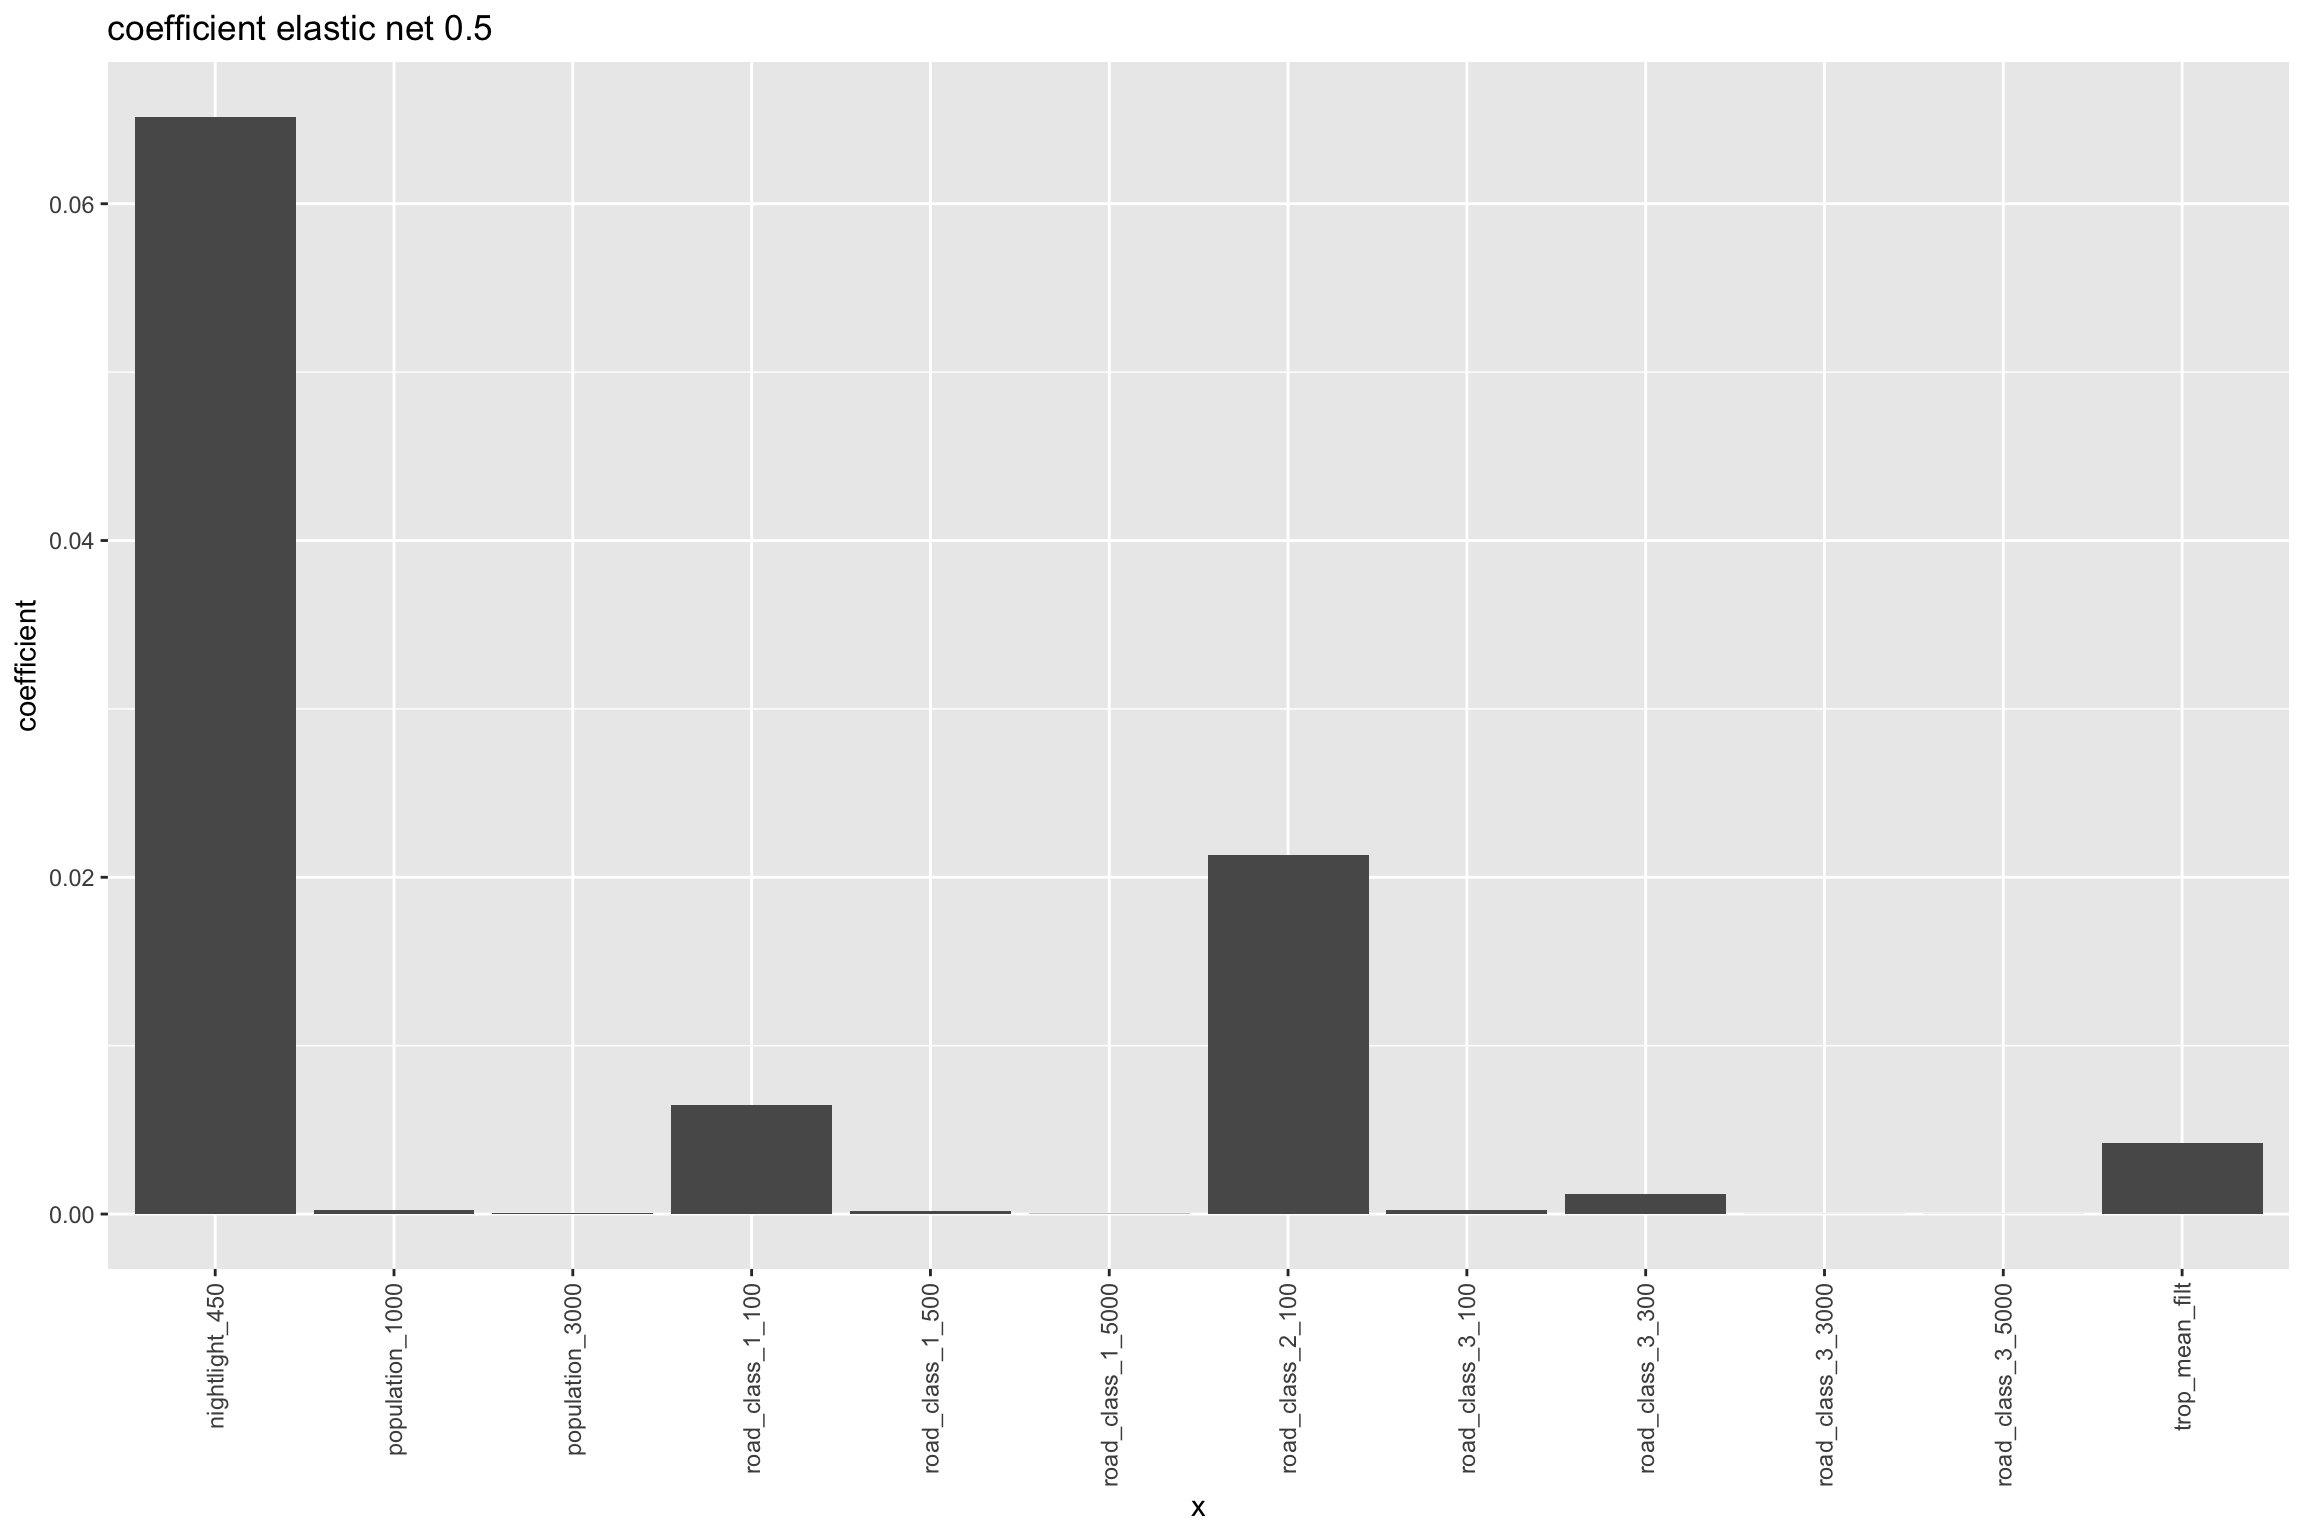 coefficient elastic net 0.5
coefficient
0.06
0.04
0.02
0.00
nightlight_450
population_1000
population_3000
road_class_1_100
road_class_1_500
road_class_1_5000
road_class_2_100
road_class_3_100
road_class_3_300
road_class_3_3000
road_class_3_5000
trop_mean_filt
x